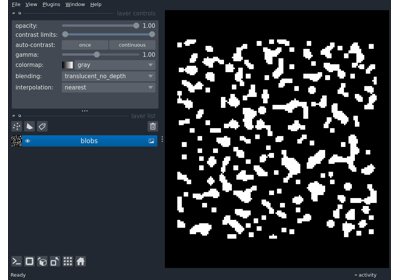 File View Plugins Window Help
layer controls
opacity: 1.00
contrast limits:
auto-contrast: once continuous
gamma: 1.00
colormap: gray
blending: translucent_no_depth
interpolation: nearest
layer list
blobs
Ready
activity